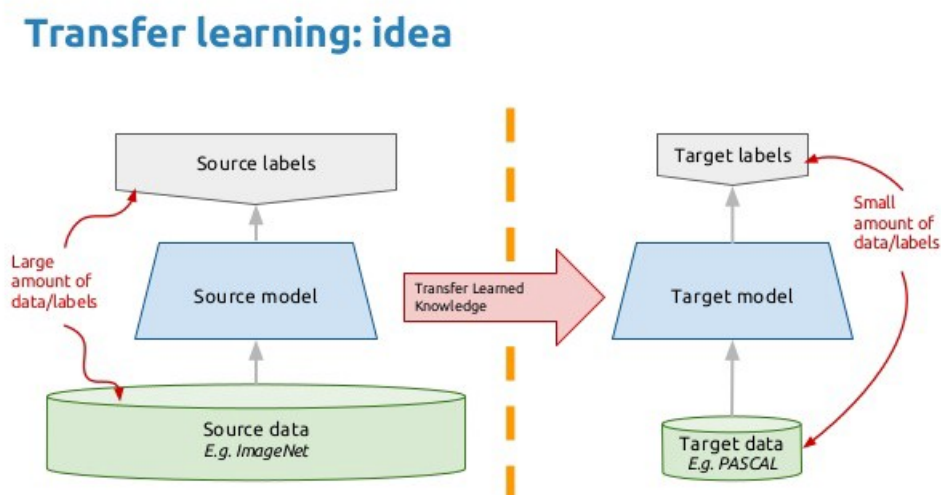 Transfer learning: idea
Source labels
Large
amount of
data/labels
Source model
Source data
E.g. ImageNet
Transfer Learned
Knowledge
Target labels
Small
amount of
data/labels
Target model
Target data
E.g. PASCAL